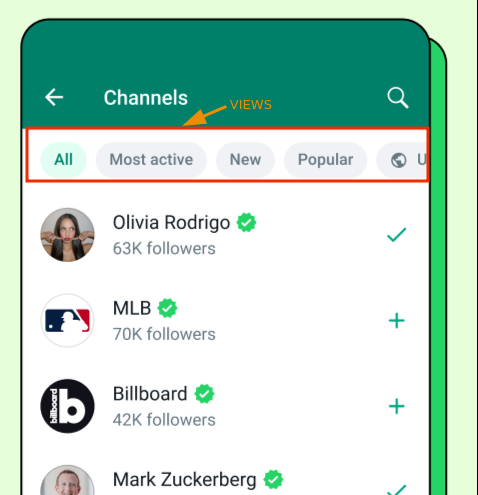 Channels
VIEWS
All Most active New Popular U
Olivia Rodrigo
63K followers
MLB
70K followers
billboard
Billboard
42K followers
Mark Zuckerberg